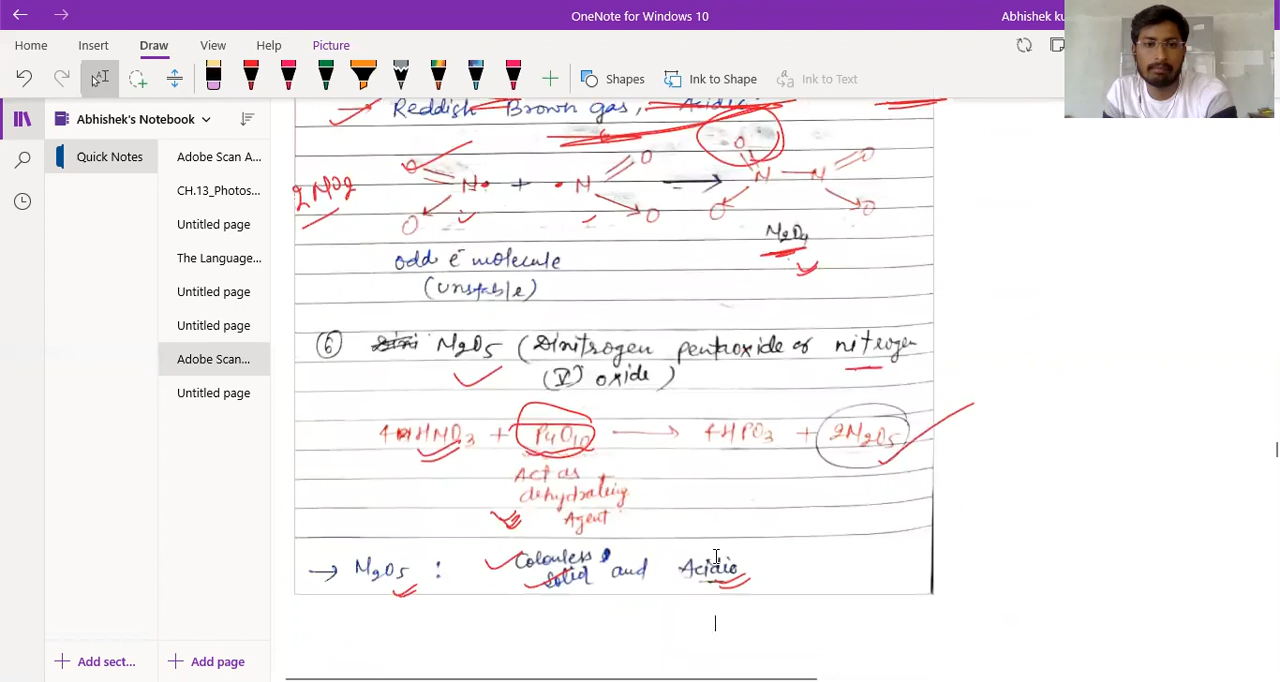 OneNote for Windows 10
Abhishek ku
Home Insert Draw View Help Picture
Shapes Ink to Shape Ink to Text
Abhishek's Notebook
Quick Notes
Adobe Scan A...
CH.13_Photos...
Untitled page
The Language...
Untitled page
Untitled page
Adobe Scan...
Untitled page
Add sect...
Add page
Reddish Brown gas, Acidic
2NO2
O N• + •N O → O N — N O
O O O O
N2O4
odd e⁻ molecule
(unstable)
⑥ N2O5 (Dinitrogen pentroxide or nitrogen
(V) oxide)
4HNO3 + P4O10 → 4HPO3 + 2N2O5
Act as
dehydrating
Agent
→ N2O5 : Colourless
solid and Acidic